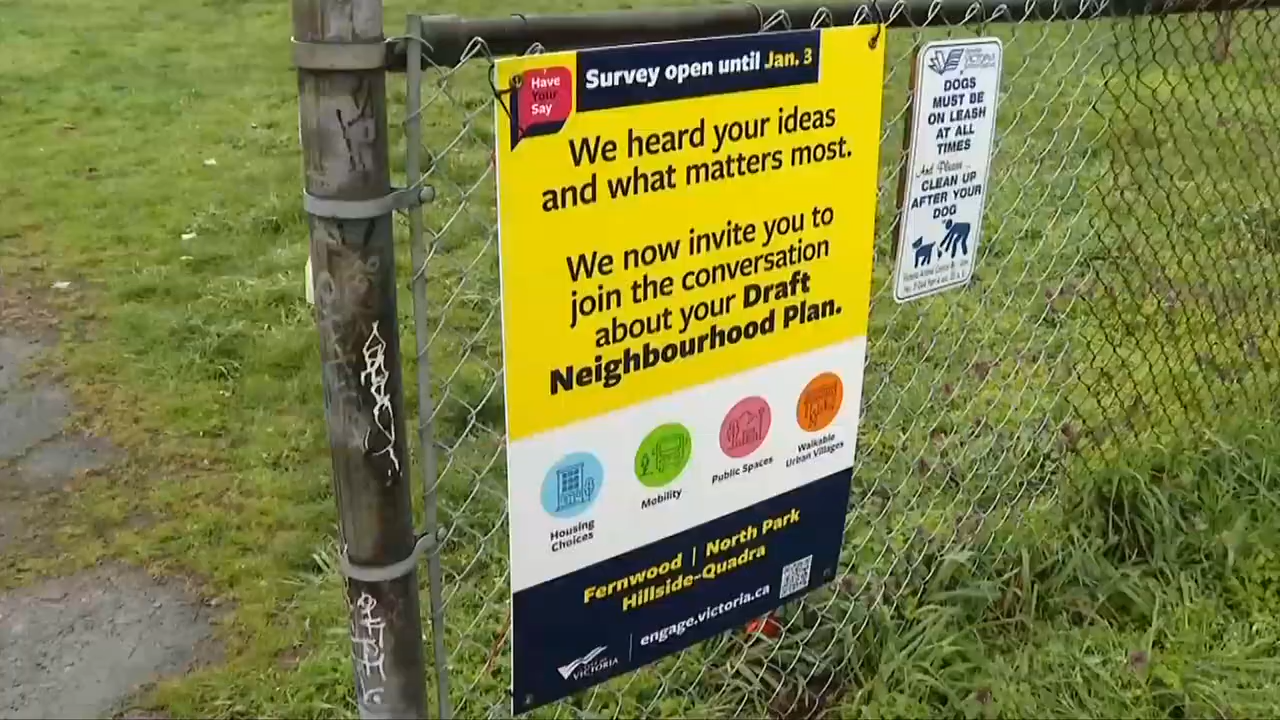 Have
Your
Say
Survey open until Jan. 3
We heard your ideas
and what matters most.
We now invite you to
join the conversation
about your Draft
Neighbourhood Plan.
Housing
Choices
Mobility
Public Spaces
Walkable
Urban Villages
Fernwood | North Park
Hillside-Quadra
engage.victoria.ca
CITY OF
VICTORIA
VICTORIA
DOGS
MUST BE
ON LEASH
AT ALL
TIMES
And Please...
CLEAN UP
AFTER YOUR
DOG